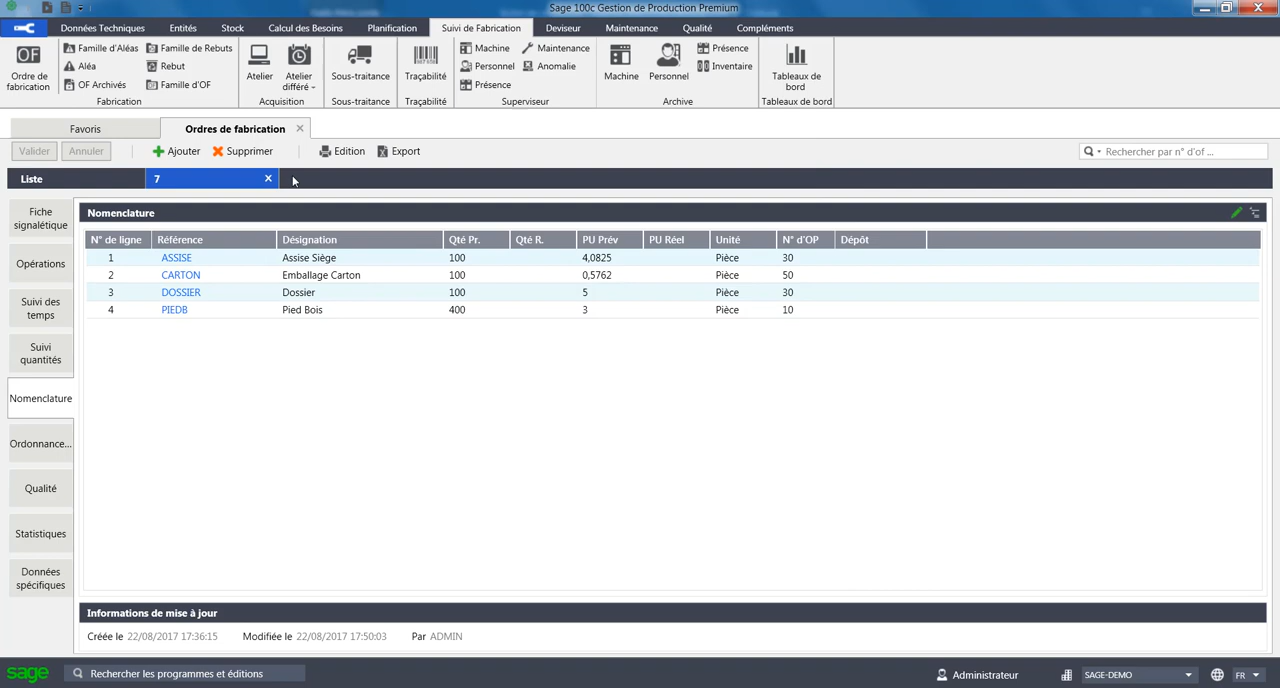 Sage 100c Gestion de Production Premium
Données Techniques Entités Stock Calcul des Besoins Planification Suivi de Fabrication Deviseur Maintenance Qualité Compléments
OF
Ordre de fabrication
Famille d'Aléas
Aléa
OF Archivés
Famille de Rebuts
Rebut
Famille d'OF
Fabrication
Atelier
Atelier différé
Acquisition
Sous-traitance
Sous-traitance
Traçabilité
Traçabilité
Machine
Personnel
Présence
Maintenance
Anomalie
Superviseur
Machine
Personnel
Présence
Inventaire
Archive
Tableaux de bord
Tableaux de bord
Favoris Ordres de fabrication
Valider Annuler Ajouter Supprimer Edition Export Rechercher par n° d'of ...
Liste 7
Fiche signalétique
Opérations
Suivi des temps
Suivi quantités
Nomenclature
Ordonnance...
Qualité
Statistiques
Données spécifiques
Nomenclature
N° de ligne Référence Désignation Qté Pr. Qté R. PU Prév PU Réel Unité N° d'OP Dépôt
1 ASSISE Assise Siège 100 4,0825 Pièce 30
2 CARTON Emballage Carton 100 0,5762 Pièce 50
3 DOSSIER Dossier 100 5 Pièce 30
4 PIEDB Pied Bois 400 3 Pièce 10
Informations de mise à jour
Créée le 22/08/2017 17:36:15 Modifiée le 22/08/2017 17:50:03 Par ADMIN
sage Rechercher les programmes et éditions Administrateur SAGE-DEMO FR